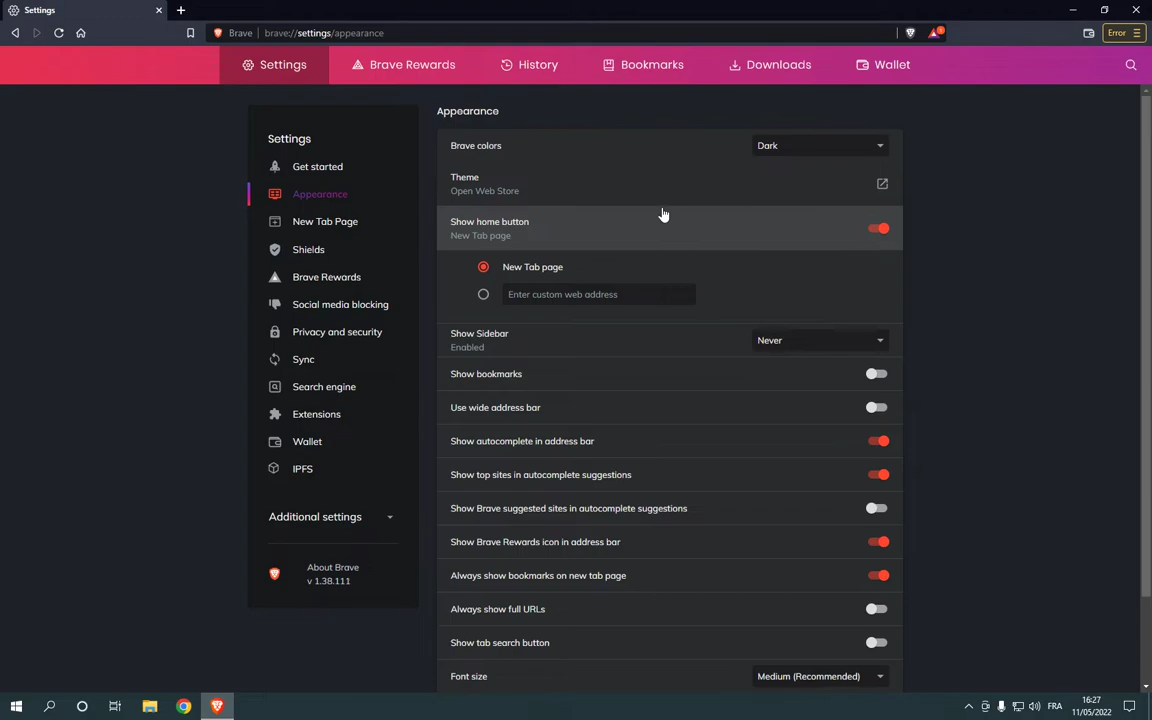 Settings
Brave
brave://settings/appearance
1
Error
Settings
Brave Rewards
History
Bookmarks
Downloads
Wallet
Settings
Get started
Appearance
New Tab Page
Shields
Brave Rewards
Social media blocking
Privacy and security
Sync
Search engine
Extensions
Wallet
IPFS
Additional settings
About Brave
v 1.38.111
Appearance
Brave colors
Dark
Theme
Open Web Store
Show home button
New Tab page
New Tab page
Enter custom web address
Show Sidebar
Enabled
Never
Show bookmarks
Use wide address bar
Show autocomplete in address bar
Show top sites in autocomplete suggestions
Show Brave suggested sites in autocomplete suggestions
Show Brave Rewards icon in address bar
Always show bookmarks on new tab page
Always show full URLs
Show tab search button
Font size
Medium (Recommended)
FRA
16:27
11/05/2022